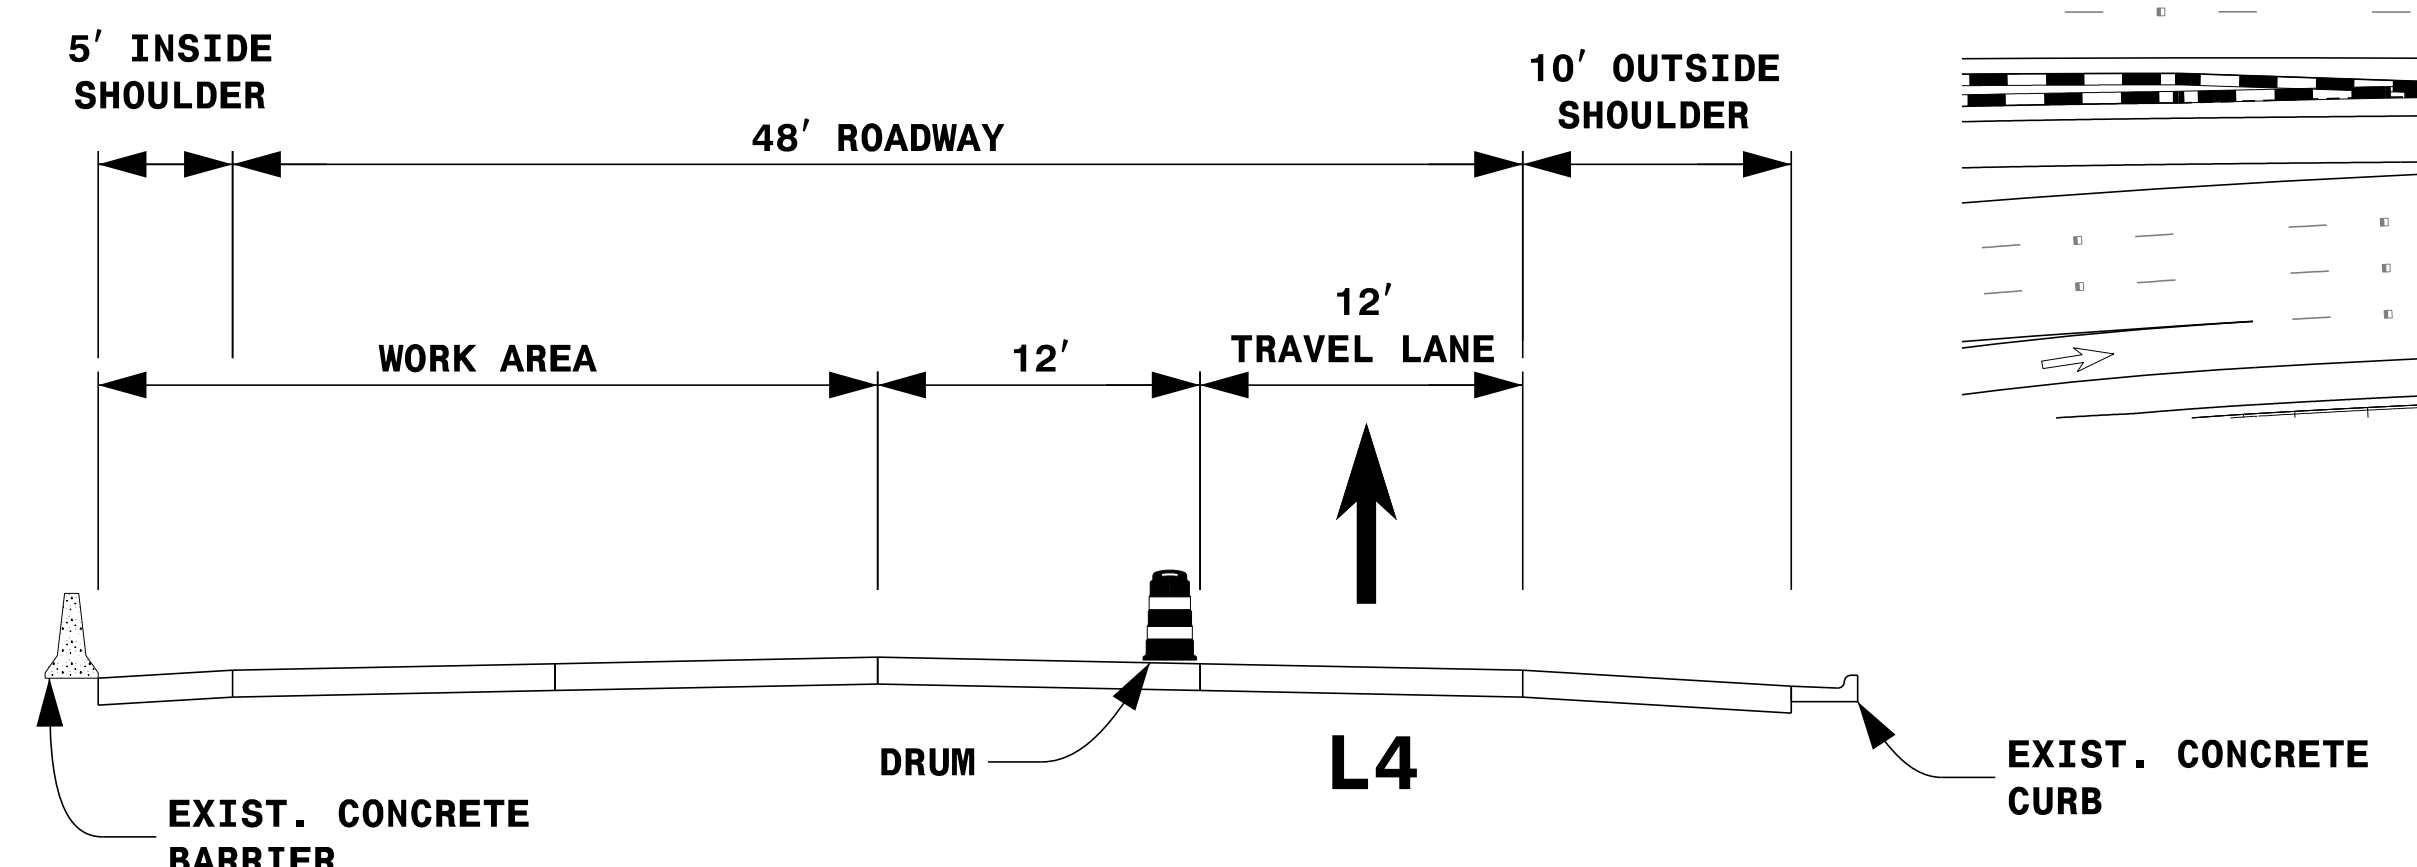 5' INSIDE
SHOULDER
10' OUTSIDE
SHOULDER
48' ROADWAY
12'
TRAVEL LANE
WORK AREA
12'
L4
DRUM
EXIST. CONCRETE
CURB
EXIST. CONCRETE
BARRIER